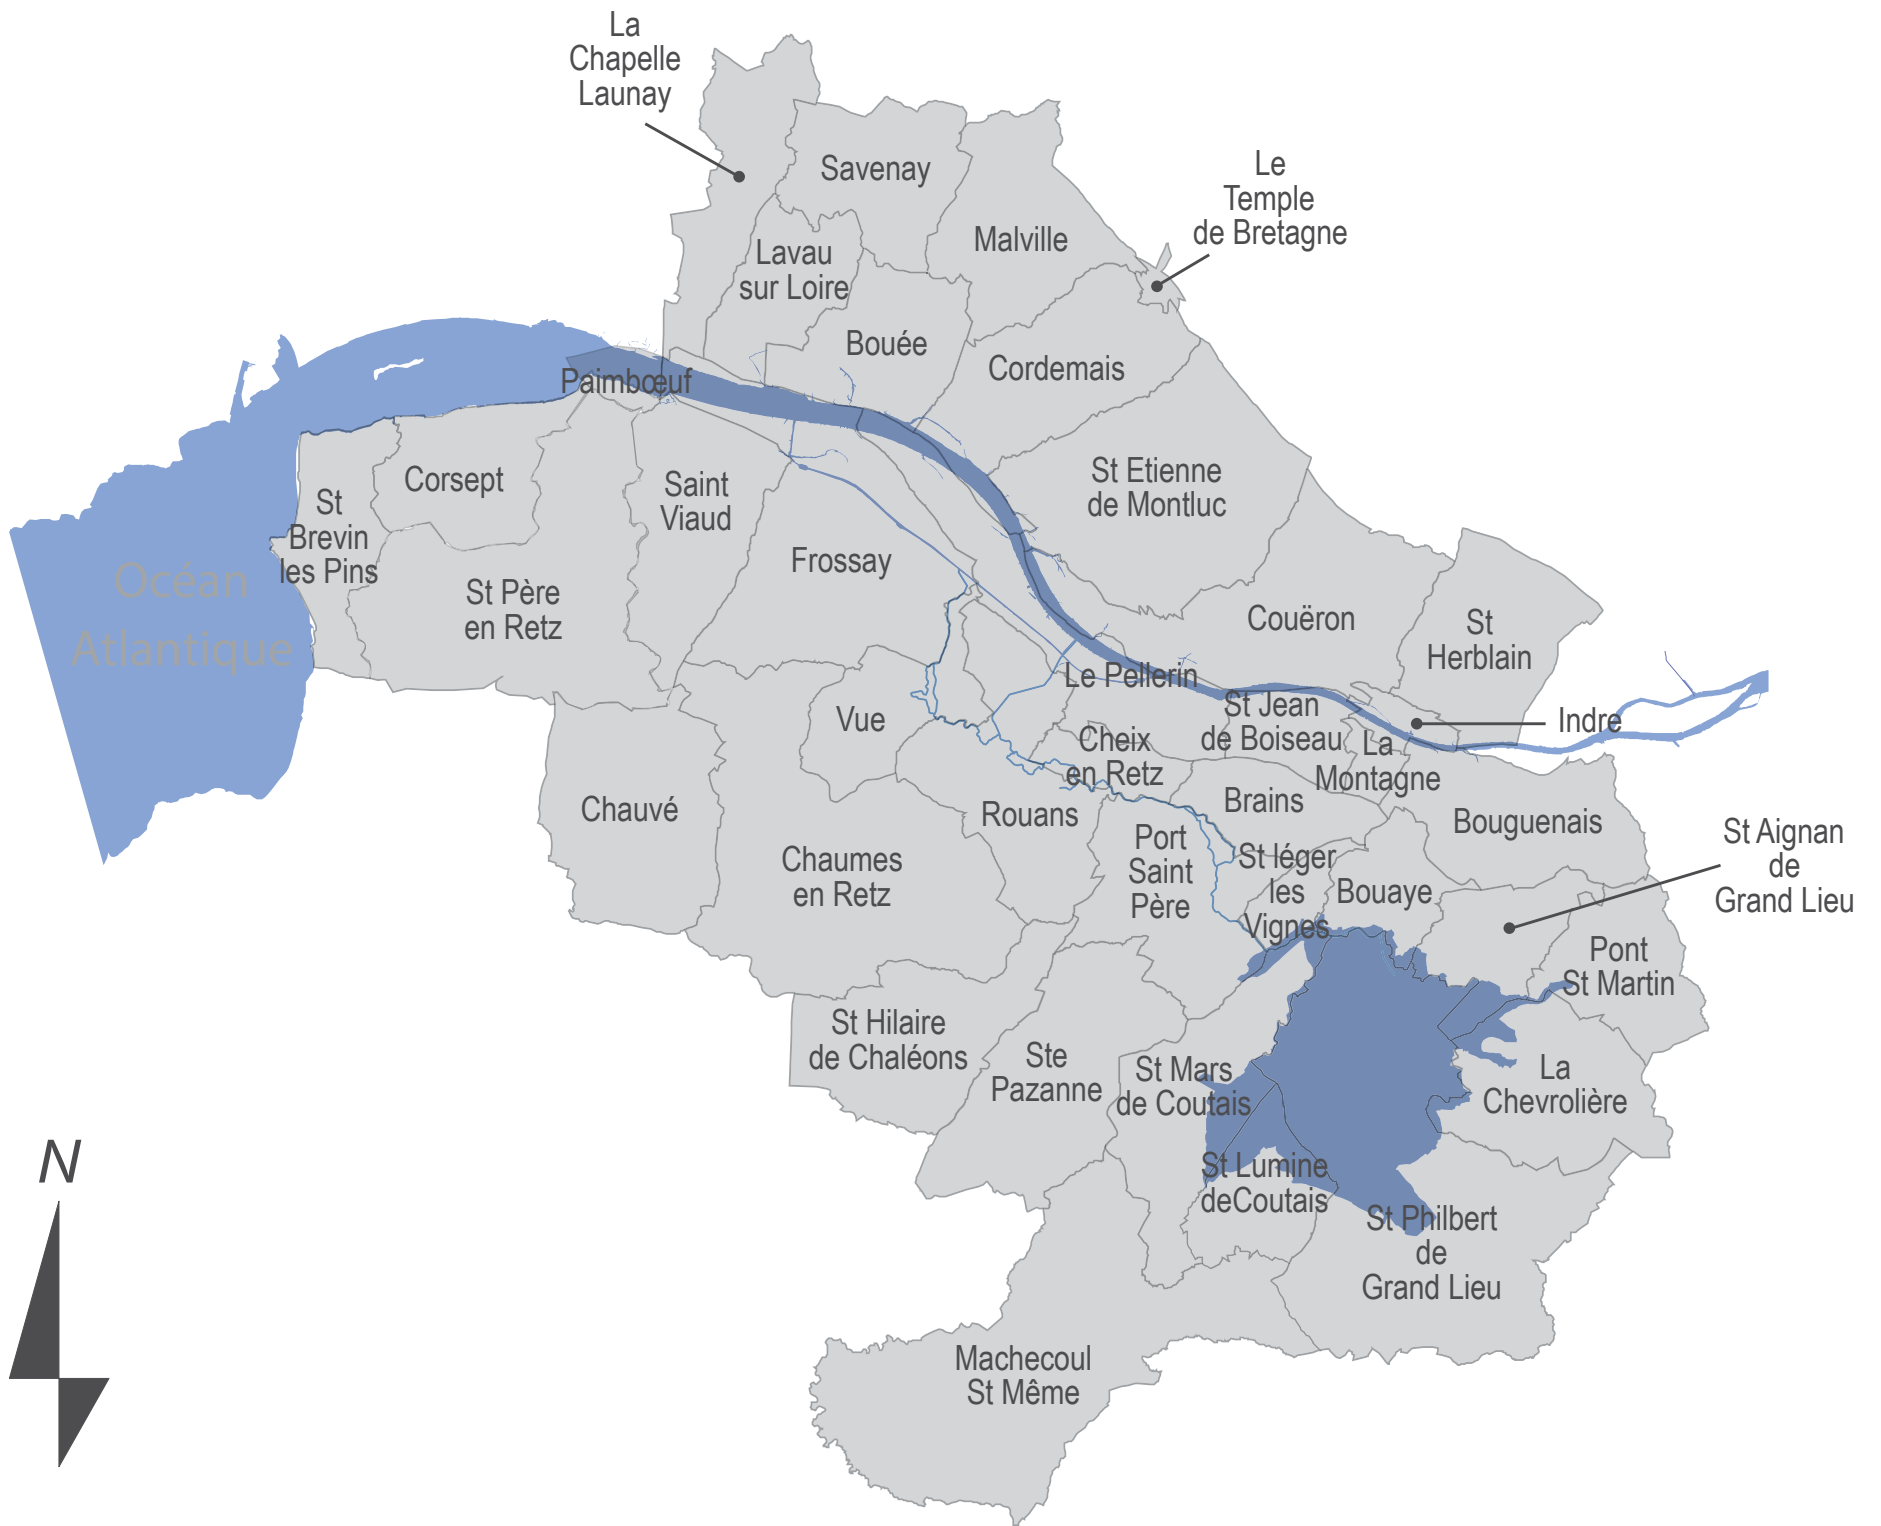 La
Chapelle
Launay
Savenay
Le
Temple
de Bretagne
Malville
Lavau
sur Loire
Bouée
Cordemais
Paimbœuf
Corsept
Saint
Viaud
St Etienne
de Montluc
St
Brevin
les Pins
Frossay
Océan
Atlantique
St Père
en Retz
Couëron
St
Herblain
Le Pellerin
Vue
St Jean
de Boiseau
Indre
Cheix
en Retz
La
Montagne
Chauvé
Rouans
Brains
Bouguenais
Port
Saint
Père
St léger
les
Vignes
Bouaye
St Aignan
de
Grand Lieu
Chaumes
en Retz
Pont
St Martin
St Hilaire
de Chaléons
Ste
Pazanne
St Mars
de Coutais
La
Chevrolière
St Lumine
deCoutais
St Philbert
de
Grand Lieu
N
Machecoul
St Même